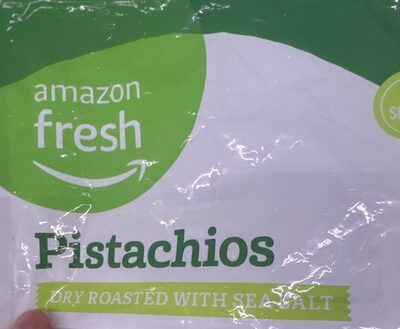 amazon
fresh
Pistachios
DRY ROASTED WITH SEA SALT